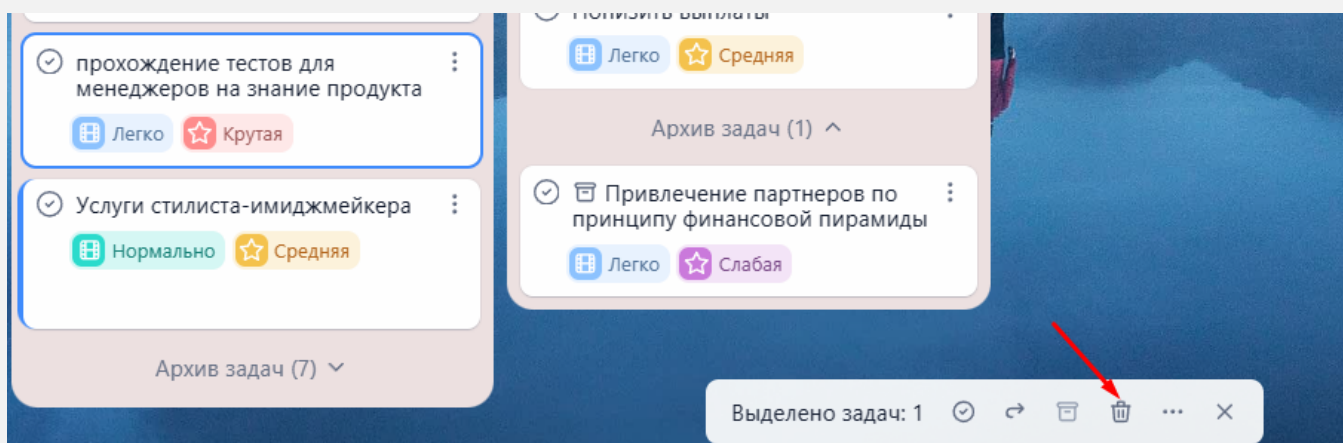 прохождение тестов для
менеджеров на знание продукта
Легко Крутая
Услуги стилиста-имиджмейкера
Нормально Средняя
Архив задач (7)
Понизить выплаты
Легко Средняя
Архив задач (1)
Привлечение партнеров по
принципу финансовой пирамиды
Легко Слабая
Выделено задач: 1